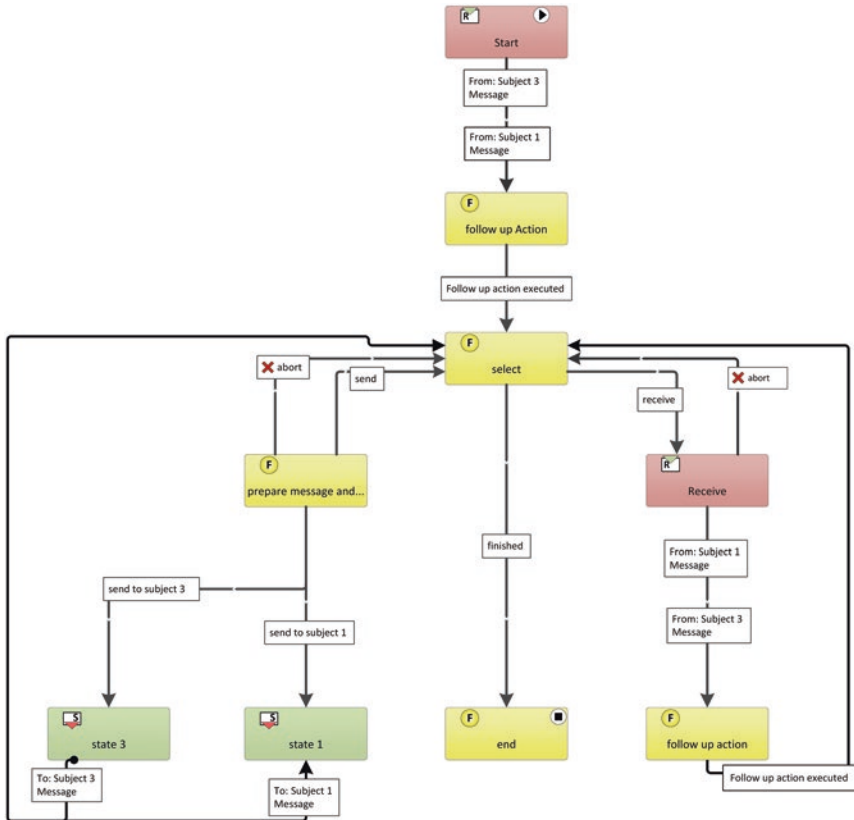 R
Start
From: Subject 3
Message
From: Subject 1
Message
F
follow up Action
Follow up action executed
F
select
abort
send
receive
abort
F
prepare message and...
R
Receive
finished
From: Subject 1
Message
send to subject 3
From: Subject 3
Message
send to subject 1
S
state 3
S
state 1
F
end
F
follow up action
To: Subject 3
Message
To: Subject 1
Message
Follow up action executed